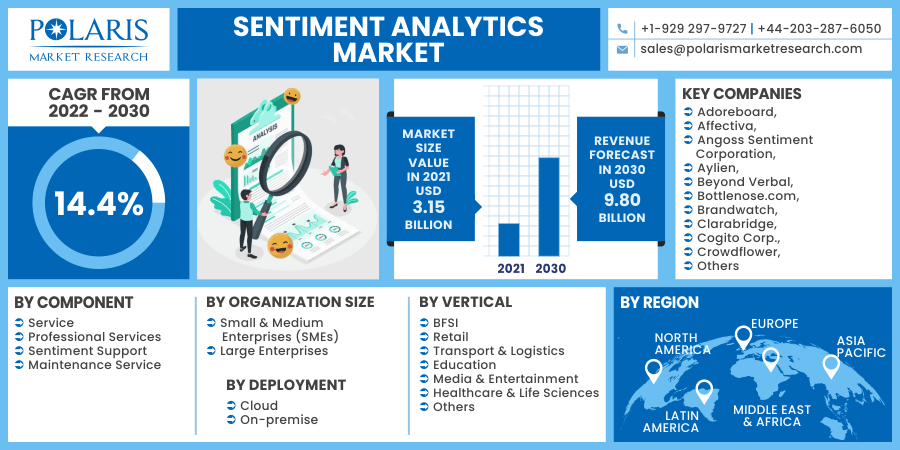 POLARIS
MARKET RESEARCH
SENTIMENT ANALYTICS
MARKET
+1-929 297-9727 | +44-203-287-6050
sales@polarismarketresearch.com
CAGR FROM
2022 - 2030
14.4%
ANALYSIS
MARKET
SIZE
VALUE
IN 2021
USD
3.15
BILLION
2021 2030
REVENUE
FORECAST
IN 2030
USD
9.80
BILLION
KEY COMPANIES
Adoreboard,
Affectiva,
Angoss Sentiment
Corporation,
Aylien,
Beyond Verbal,
Bottlenose.com,
Brandwatch,
Clarabridge,
Cogito Corp.,
Crowdflower,
Others
BY COMPONENT
Service
Professional Services
Sentiment Support
Maintenance Service
BY ORGANIZATION SIZE
Small & Medium
Enterprises (SMEs)
Large Enterprises
BY DEPLOYMENT
Cloud
On-premise
BY VERTICAL
BFSI
Retail
Transport & Logistics
Education
Media & Entertainment
Healthcare & Life Sciences
Others
BY REGION
NORTH
AMERICA
EUROPE
ASIA
PACIFIC
LATIN
AMERICA
MIDDLE EAST
& AFRICA